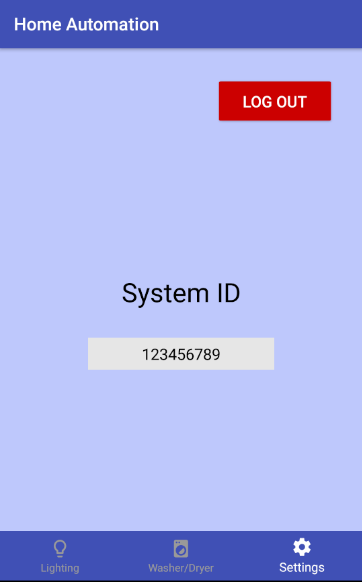 Home Automation
LOG OUT
System ID
123456789
Lighting
Washer/Dryer
Settings